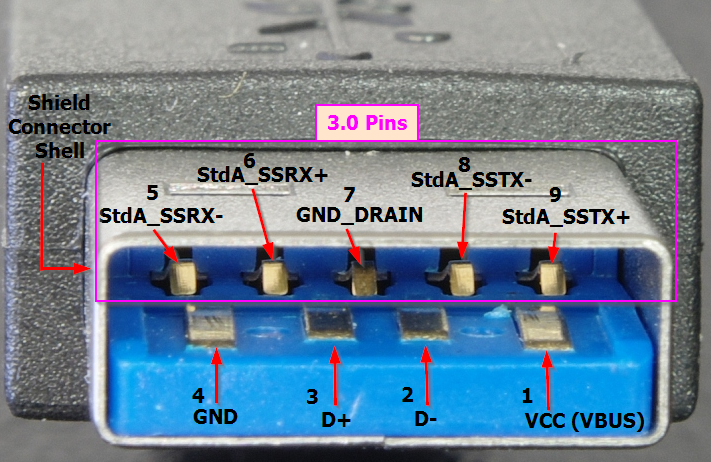 Shield
Connector
Shell
3.0 Pins
6
StdA_SSRX+
8
StdA_SSTX-
5
StdA_SSRX-
7
GND_DRAIN
9
StdA_SSTX+
4
GND
3
D+
2
D-
1
VCC (VBUS)